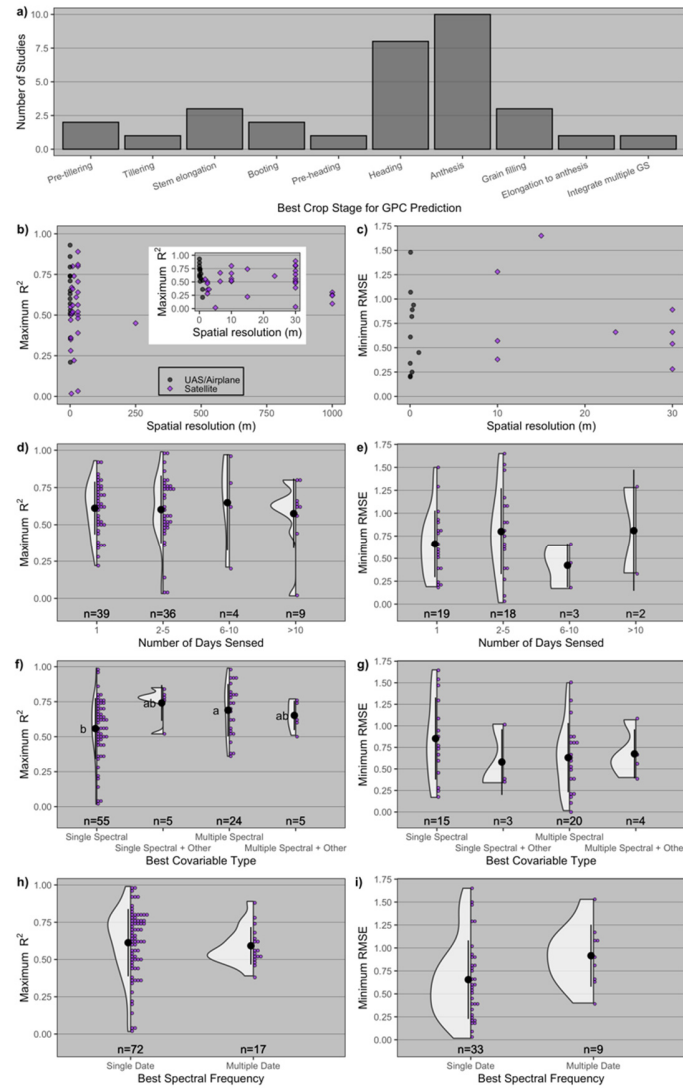 a)
Number of Studies
10.0
7.5
5.0
2.5
0.0
Pre-tillering
Tillering
Stem elongation
Booting
Pre-heading
Heading
Anthesis
Grain filling
Elongation to anthesis
Integrate multiple GS
Best Crop Stage for GPC Prediction
b)
Maximum R²
1.00
0.75
0.50
0.25
0.00
Maximum R²
1.00
0.75
0.50
0.25
0.00
0
10
20
30
Spatial resolution (m)
UAS/Airplane
Satellite
0
250
500
750
1000
Spatial resolution (m)
c)
Minimum RMSE
1.75
1.50
1.25
1.00
0.75
0.50
0.25
0.00
0
10
20
30
Spatial resolution (m)
d)
Maximum R²
1.00
0.75
0.50
0.25
0.00
n=39
n=36
n=4
n=9
1
2-5
6-10
>10
Number of Days Sensed
e)
Minimum RMSE
1.75
1.50
1.25
1.00
0.75
0.50
0.25
0.00
n=19
n=18
n=3
n=2
1
2-5
6-10
>10
Number of Days Sensed
f)
Maximum R²
1.00
0.75
0.50
0.25
0.00
b
ab
a
ab
n=55
n=5
n=24
n=5
Single Spectral
Single Spectral + Other
Multiple Spectral
Multiple Spectral + Other
Best Covariable Type
g)
Minimum RMSE
1.75
1.50
1.25
1.00
0.75
0.50
0.25
0.00
n=15
n=3
n=20
n=4
Single Spectral
Single Spectral + Other
Multiple Spectral
Multiple Spectral + Other
Best Covariable Type
h)
Maximum R²
1.00
0.75
0.50
0.25
0.00
n=72
n=17
Single Date
Multiple Date
Best Spectral Frequency
i)
Minimum RMSE
1.75
1.50
1.25
1.00
0.75
0.50
0.25
0.00
n=33
n=9
Single Date
Multiple Date
Best Spectral Frequency